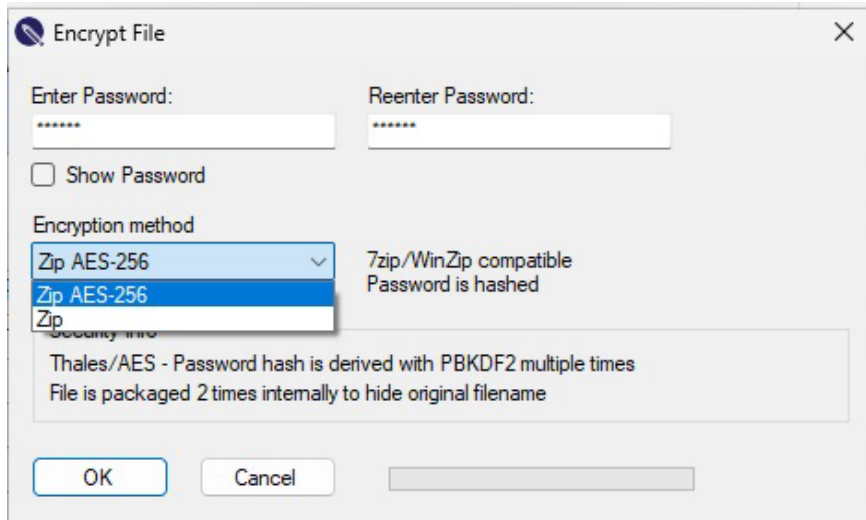 Encrypt File
Enter Password:
Reenter Password:
******
******
Show Password
Encryption method
Zip AES-256
7zip/WinZip compatible
Password is hashed
Zip AES-256
Zip
Security Info
Thales/AES - Password hash is derived with PBKDF2 multiple times
File is packaged 2 times internally to hide original filename
OK
Cancel